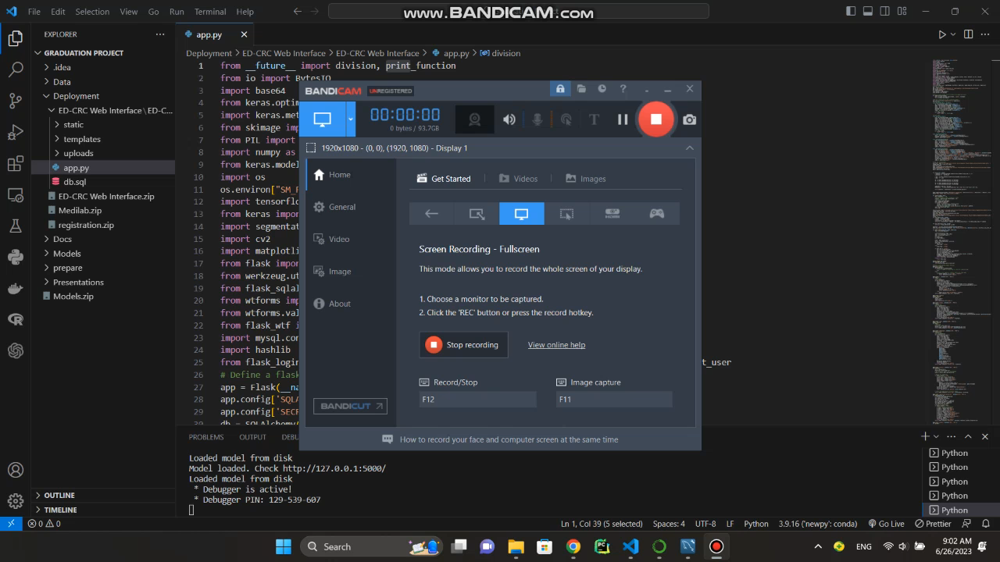 www.BANDICAM.com
File Edit Selection View Go Run Terminal Help
EXPLORER
app.py
GRADUATION PROJECT
.idea
Data
Deployment
ED-CRC Web Interface \ ED-C...
static
templates
uploads
app.py
db.sql
ED-CRC Web Interface.zip
Medilab.zip
registration.zip
Docs
Models
prepare
Presentations
Models.zip
OUTLINE
TIMELINE
Deployment > ED-CRC Web Interface > ED-CRC Web Interface > app.py > division
1 from __future__ import division, print_function
2 from io import BytesIO
3 import base64
4 from keras.
5 import keras.met
6 from skimage
7 from PIL import
8 import numpy as
9 from keras.model
10 import os
11 os.environ["SM_F
12 import tensorfl
13 from keras
14 import segmentat
15 import cv2
16 import matplotli
17 from flask
18 from werkzeug.ut
19 from flask_sqlal
20 from wtforms
21 from wtforms.val
22 from flask_wtf
23 import mysql.con
24 import hashlib
25 from flask_login t_user
26 # Define a flask
27 app = Flask(__na
28 app.config['SQL
29 app.config['SEC
db = SQLAlchemy(
BANDICAM UNREGISTERED
00:00:00
0 bytes / 93.7GB
1920x1080 - (0, 0), (1920, 1080) - Display 1
Home
General
Video
Image
About
BANDICUT
Get Started Videos Images
Screen Recording - Fullscreen
This mode allows you to record the whole screen of your display.
1. Choose a monitor to be captured.
2. Click the 'REC' button or press the record hotkey.
Stop recording View online help
Record/Stop Image capture
F12 F11
How to record your face and computer screen at the same time
PROBLEMS OUTPUT DEBU
Loaded model from disk
Model loaded. Check http://127.0.0.1:5000/
Loaded model from disk
* Debugger is active!
* Debugger PIN: 129-539-607
Python
Python
Python
Python
Python
0 0
Ln 1, Col 39 (5 selected) Spaces: 4 UTF-8 LF Python 3.9.16 ('newpy': conda) Go Live Prettier
Search
ENG
9:02 AM
6/26/2023